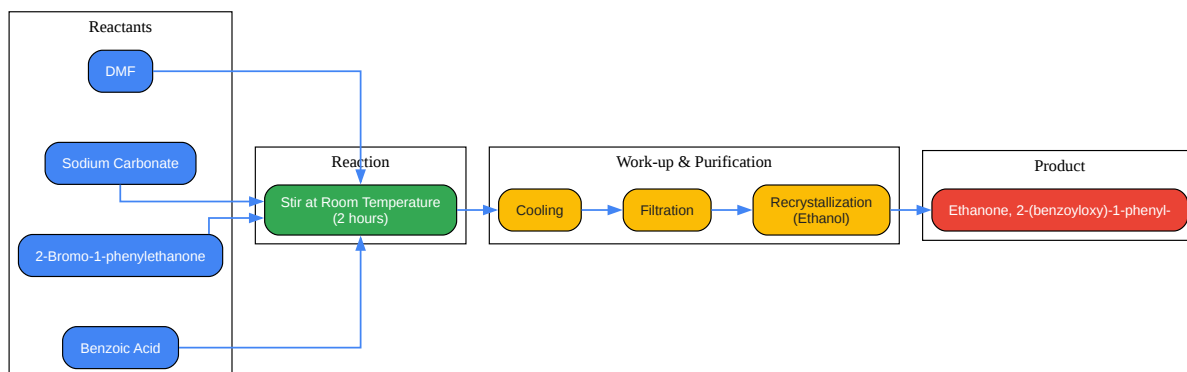 Reactants
DMF
Sodium Carbonate
2-Bromo-1-phenylethanone
Benzoic Acid
Reaction
Stir at Room Temperature
(2 hours)
Work-up & Purification
Cooling
Filtration
Recrystallization
(Ethanol)
Product
Ethanone, 2-(benzoyloxy)-1-phenyl-